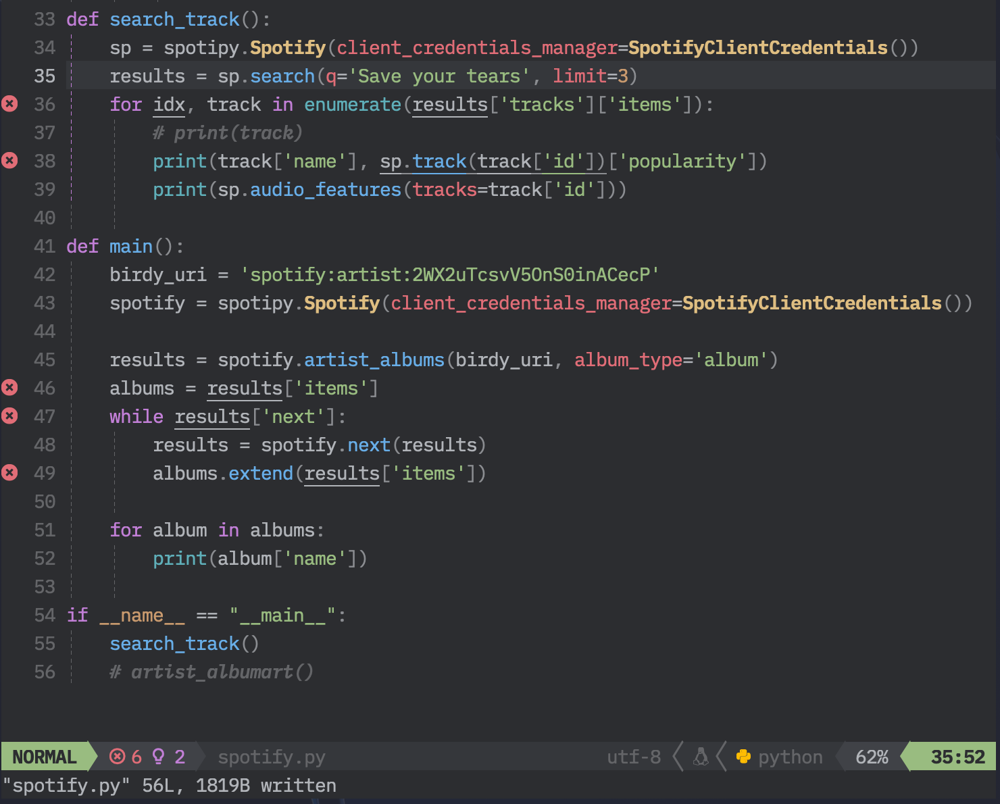 33 def search_track():
34     sp = spotipy.Spotify(client_credentials_manager=SpotifyClientCredentials())
35     results = sp.search(q='Save your tears', limit=3)
36     for idx, track in enumerate(results['tracks']['items']):
37         # print(track)
38         print(track['name'], sp.track(track['id'])['popularity'])
39         print(sp.audio_features(tracks=track['id']))
40
41 def main():
42     birdy_uri = 'spotify:artist:2WX2uTcsvV5OnS0inACecP'
43     spotify = spotipy.Spotify(client_credentials_manager=SpotifyClientCredentials())
44
45     results = spotify.artist_albums(birdy_uri, album_type='album')
46     albums = results['items']
47     while results['next']:
48         results = spotify.next(results)
49         albums.extend(results['items'])
50
51     for album in albums:
52         print(album['name'])
53
54 if __name__ == "__main__":
55     search_track()
56     # artist_albumart()
NORMAL 6 2 spotify.py utf-8 python 62% 35:52
"spotify.py" 56L, 1819B written